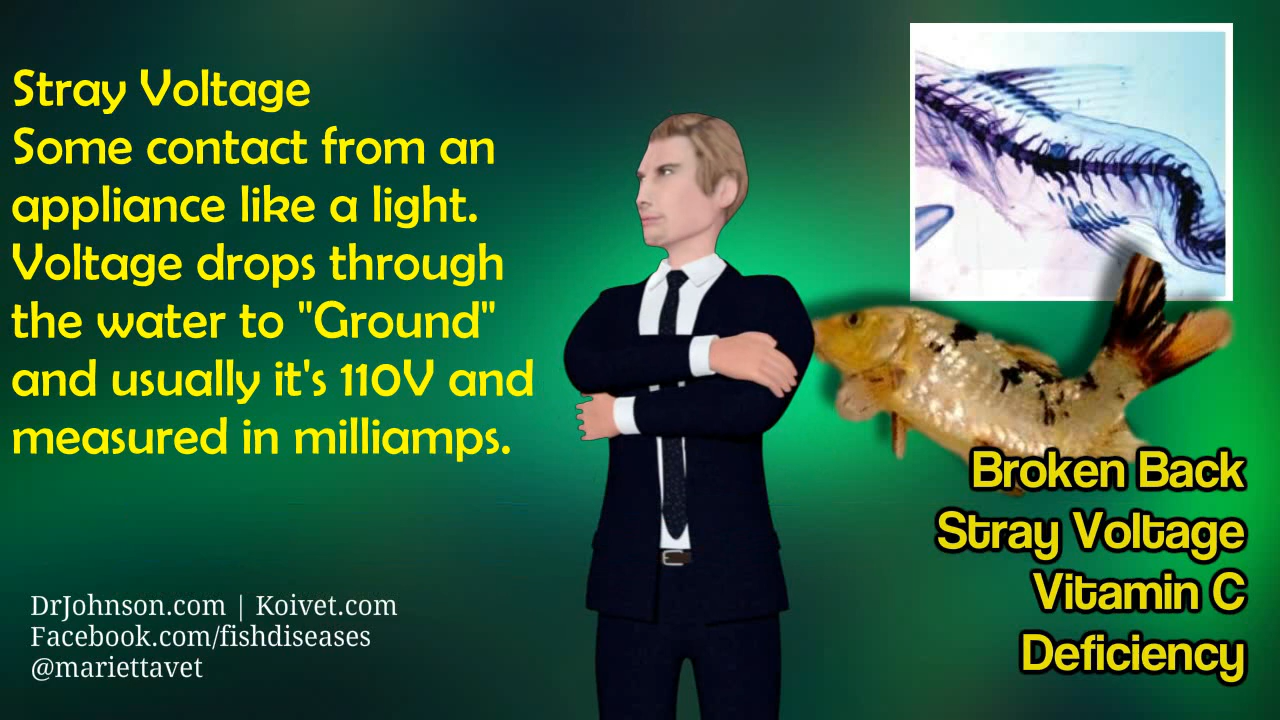 Stray Voltage
Some contact from an
appliance like a light.
Voltage drops through
the water to "Ground"
and usually it's 110V and
measured in milliamps.
Broken Back
Stray Voltage
Vitamin C
Deficiency
DrJohnson.com | Koivet.com
Facebook.com/fishdiseases
@mariettavet